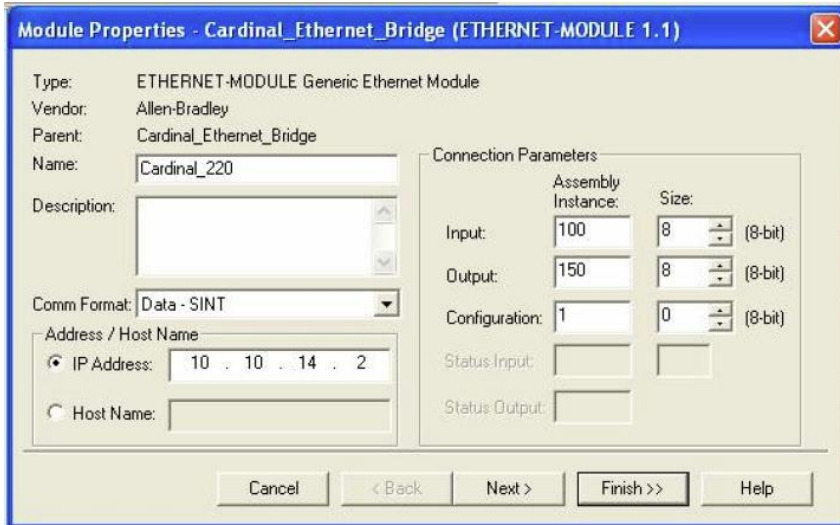 Module Properties - Cardinal_Ethernet_Bridge (ETHERNET-MODULE 1.1)
Type: ETHERNET-MODULE Generic Ethernet Module
Vendor: Allen-Bradley
Parent: Cardinal_Ethernet_Bridge
Name: Cardinal_220
Description:
Comm Format: Data - SINT
Address / Host Name
IP Address: 10 . 10 . 14 . 2
Host Name:
Connection Parameters
Assembly Instance: Size:
Input: 100 8 (8-bit)
Output: 150 8 (8-bit)
Configuration: 1 0 (8-bit)
Status Input:
Status Output:
Cancel < Back Next > Finish >> Help